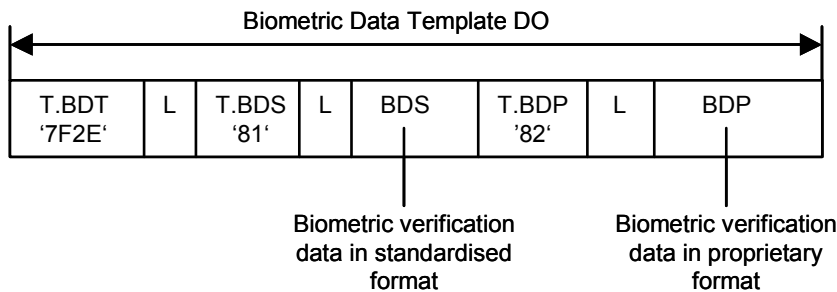 Biometric Data Template DO
T.BDT L T.BDS L BDS T.BDP L BDP
‘7F2E‘ ‘81‘ ’82‘
Biometric verification Biometric verification
data in standardised data in proprietary
format format